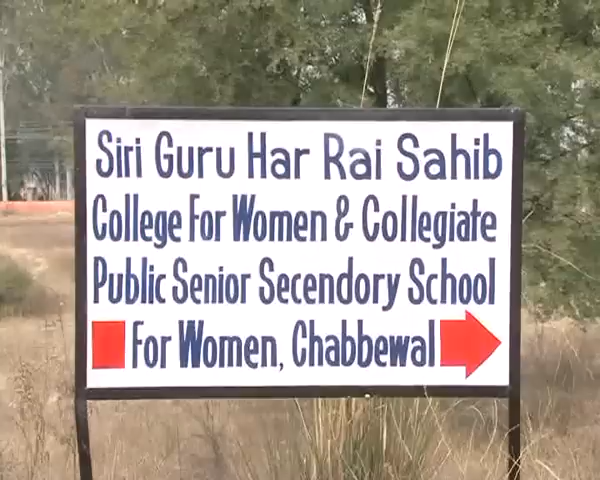 Siri Guru Har Rai Sahib
College For Women & Collegiate
Public Senior Secendory School
For Women, Chabbewal